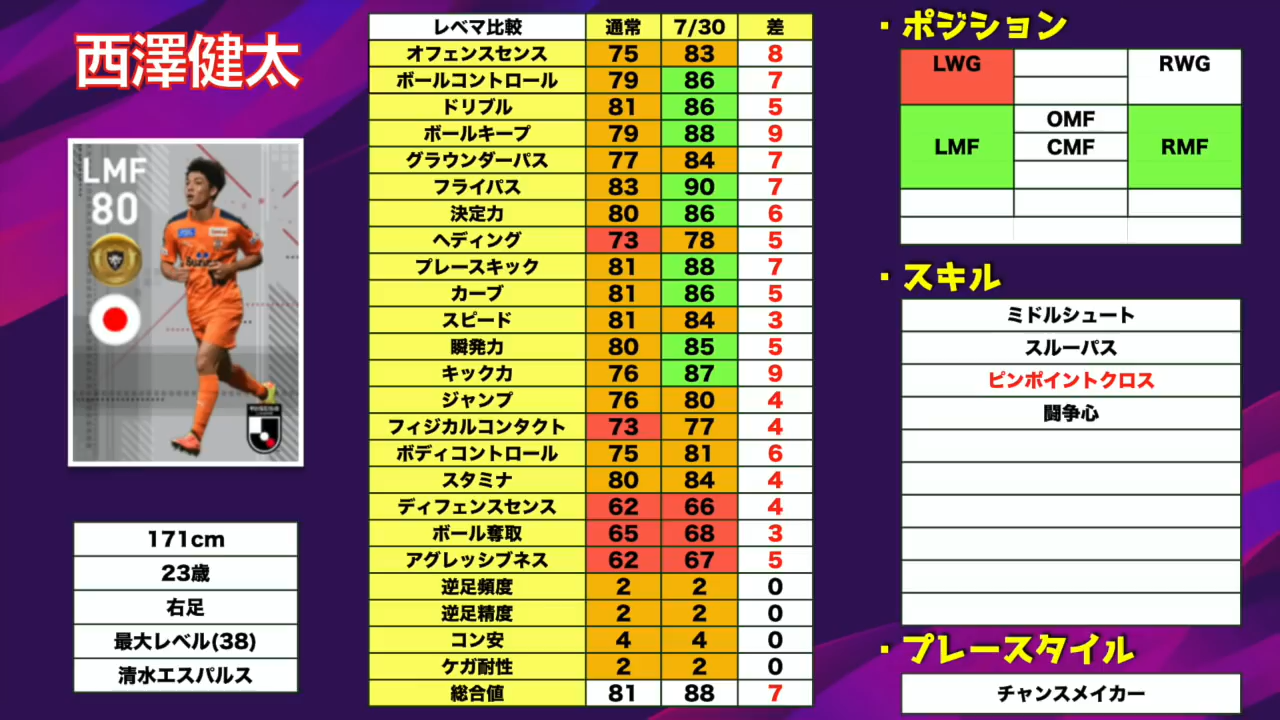 西澤健太
LMF
80
171cm
23歳
右足
最大レベル(38)
清水エスパルス
レベマ比較 通常 7/30 差
オフェンスセンス 75 83 8
ボールコントロール 79 86 7
ドリブル 81 86 5
ボールキープ 79 88 9
グラウンダーパス 77 84 7
フライパス 83 90 7
決定力 80 86 6
ヘディング 73 78 5
プレースキック 81 88 7
カーブ 81 86 5
スピード 81 84 3
瞬発力 80 85 5
キック力 76 87 9
ジャンプ 76 80 4
フィジカルコンタクト 73 77 4
ボディコントロール 75 81 6
スタミナ 80 84 4
ディフェンスセンス 62 66 4
ボール奪取 65 68 3
アグレッシブネス 62 67 5
逆足頻度 2 2 0
逆足精度 2 2 0
コン安 4 4 0
ケガ耐性 2 2 0
総合値 81 88 7
・ポジション
LWG RWG
OMF
LMF CMF RMF
・スキル
ミドルシュート
スルーパス
ピンポイントクロス
闘争心
・プレースタイル
チャンスメイカー